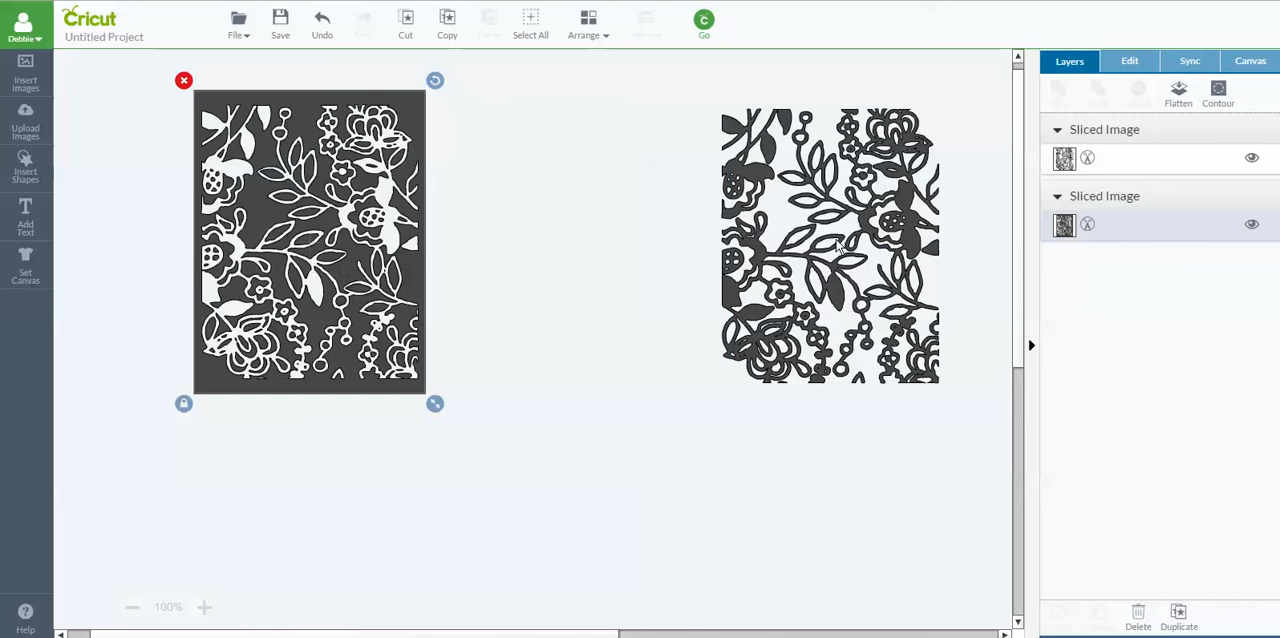 Debbie
Cricut
Untitled Project
File
Save
Undo
Cut
Copy
Select All
Arrange
C
Go
Insert
Images
Upload
Images
Insert
Shapes
T
Add
Text
Set
Canvas
Help
100%
Layers
Edit
Sync
Canvas
Flatten
Contour
Sliced Image
Sliced Image
Delete
Duplicate